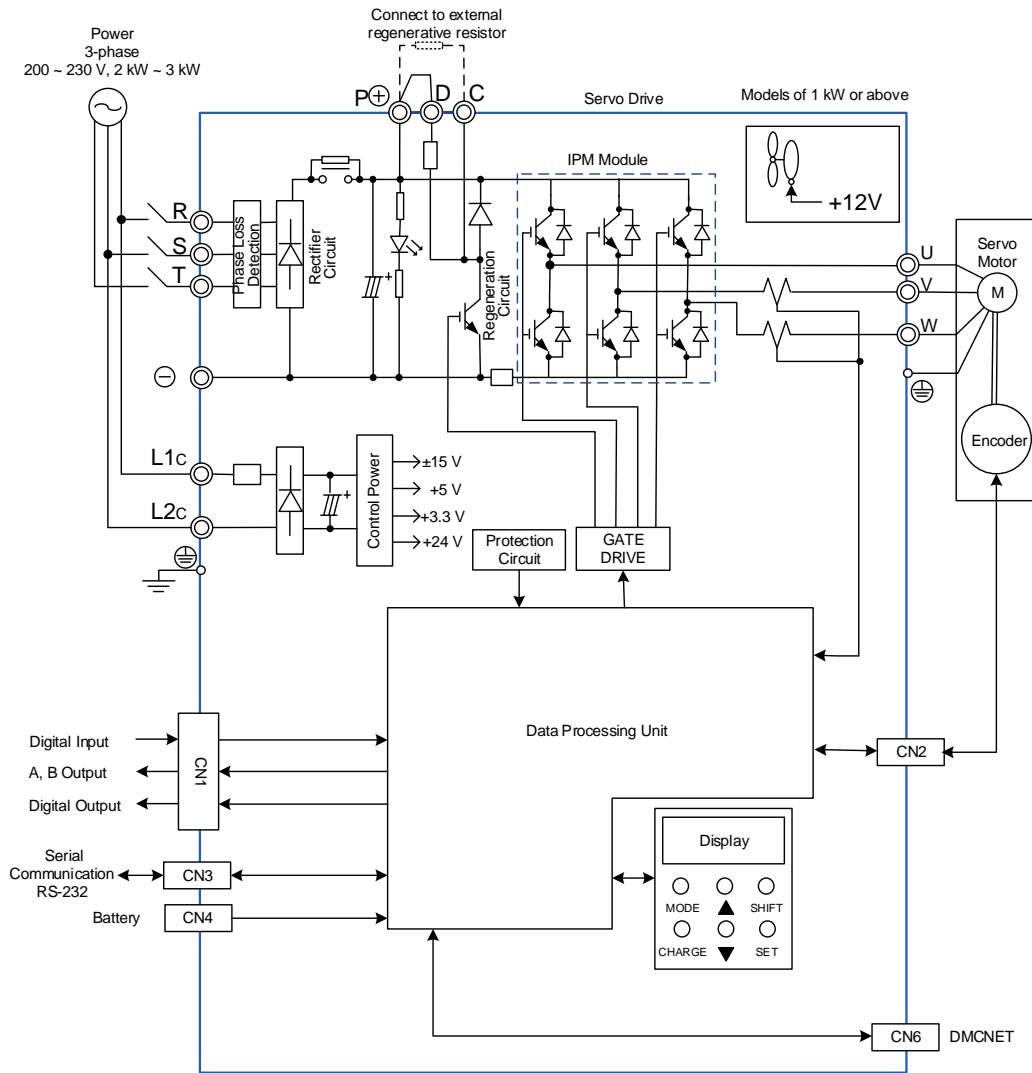 Connect to external
regenerative resistor
Power
3-phase
200 ~ 230 V, 2 kW ~ 3 kW
P⊕
D
C
Servo Drive
Models of 1 kW or above
IPM Module
+12V
R
S
T
Phase Loss
Detection
Rectifier
Circuit
Regeneration
Circuit
U
V
W
Servo
Motor
M
Encoder
L1C
L2C
Control Power
±15 V
+5 V
+3.3 V
+24 V
Protection
Circuit
GATE
DRIVE
Data Processing Unit
Digital Input
A, B Output
Digital Output
CN1
CN2
Serial
Communication
RS-232
CN3
Battery
CN4
Display
MODE ▲ SHIFT
CHARGE ▼ SET
CN6
DMCNET